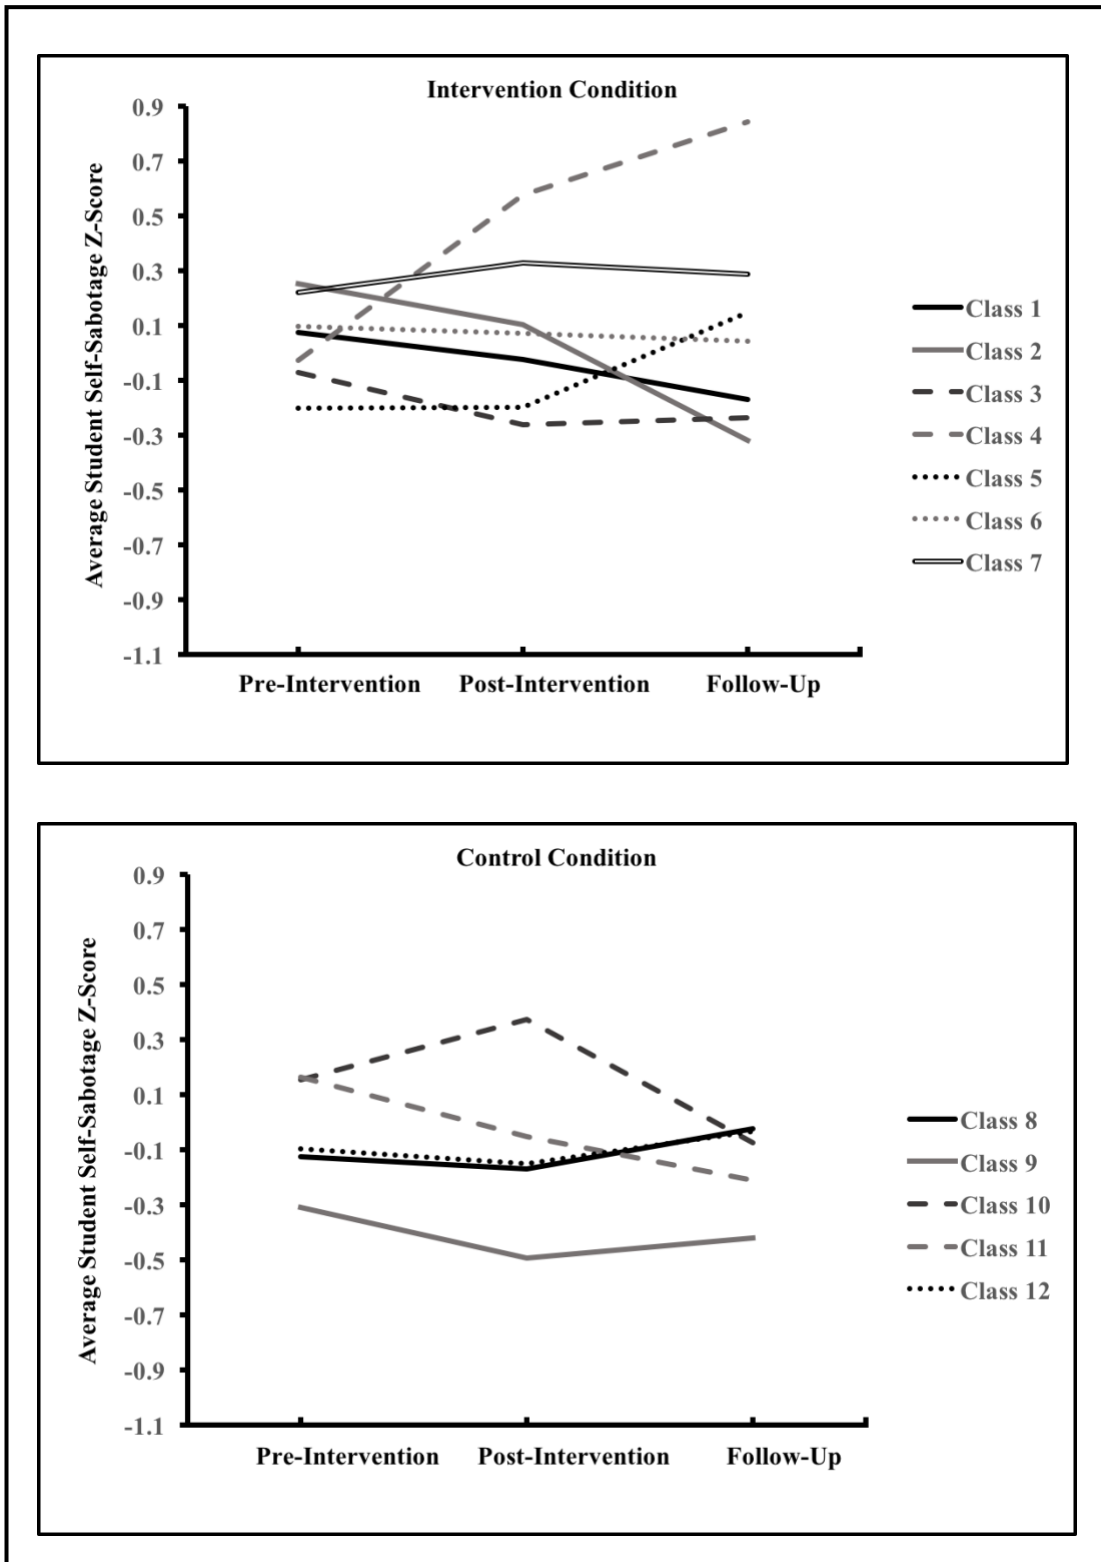 Intervention Condition
Average Student Self-Sabotage Z-Score
0.9
0.7
0.5
0.3
0.1
-0.1
-0.3
-0.5
-0.7
-0.9
-1.1
Pre-Intervention Post-Intervention Follow-Up
Class 1
Class 2
Class 3
Class 4
Class 5
Class 6
Class 7
Control Condition
Average Student Self-Sabotage Z-Score
0.9
0.7
0.5
0.3
0.1
-0.1
-0.3
-0.5
-0.7
-0.9
-1.1
Pre-Intervention Post-Intervention Follow-Up
Class 8
Class 9
Class 10
Class 11
Class 12